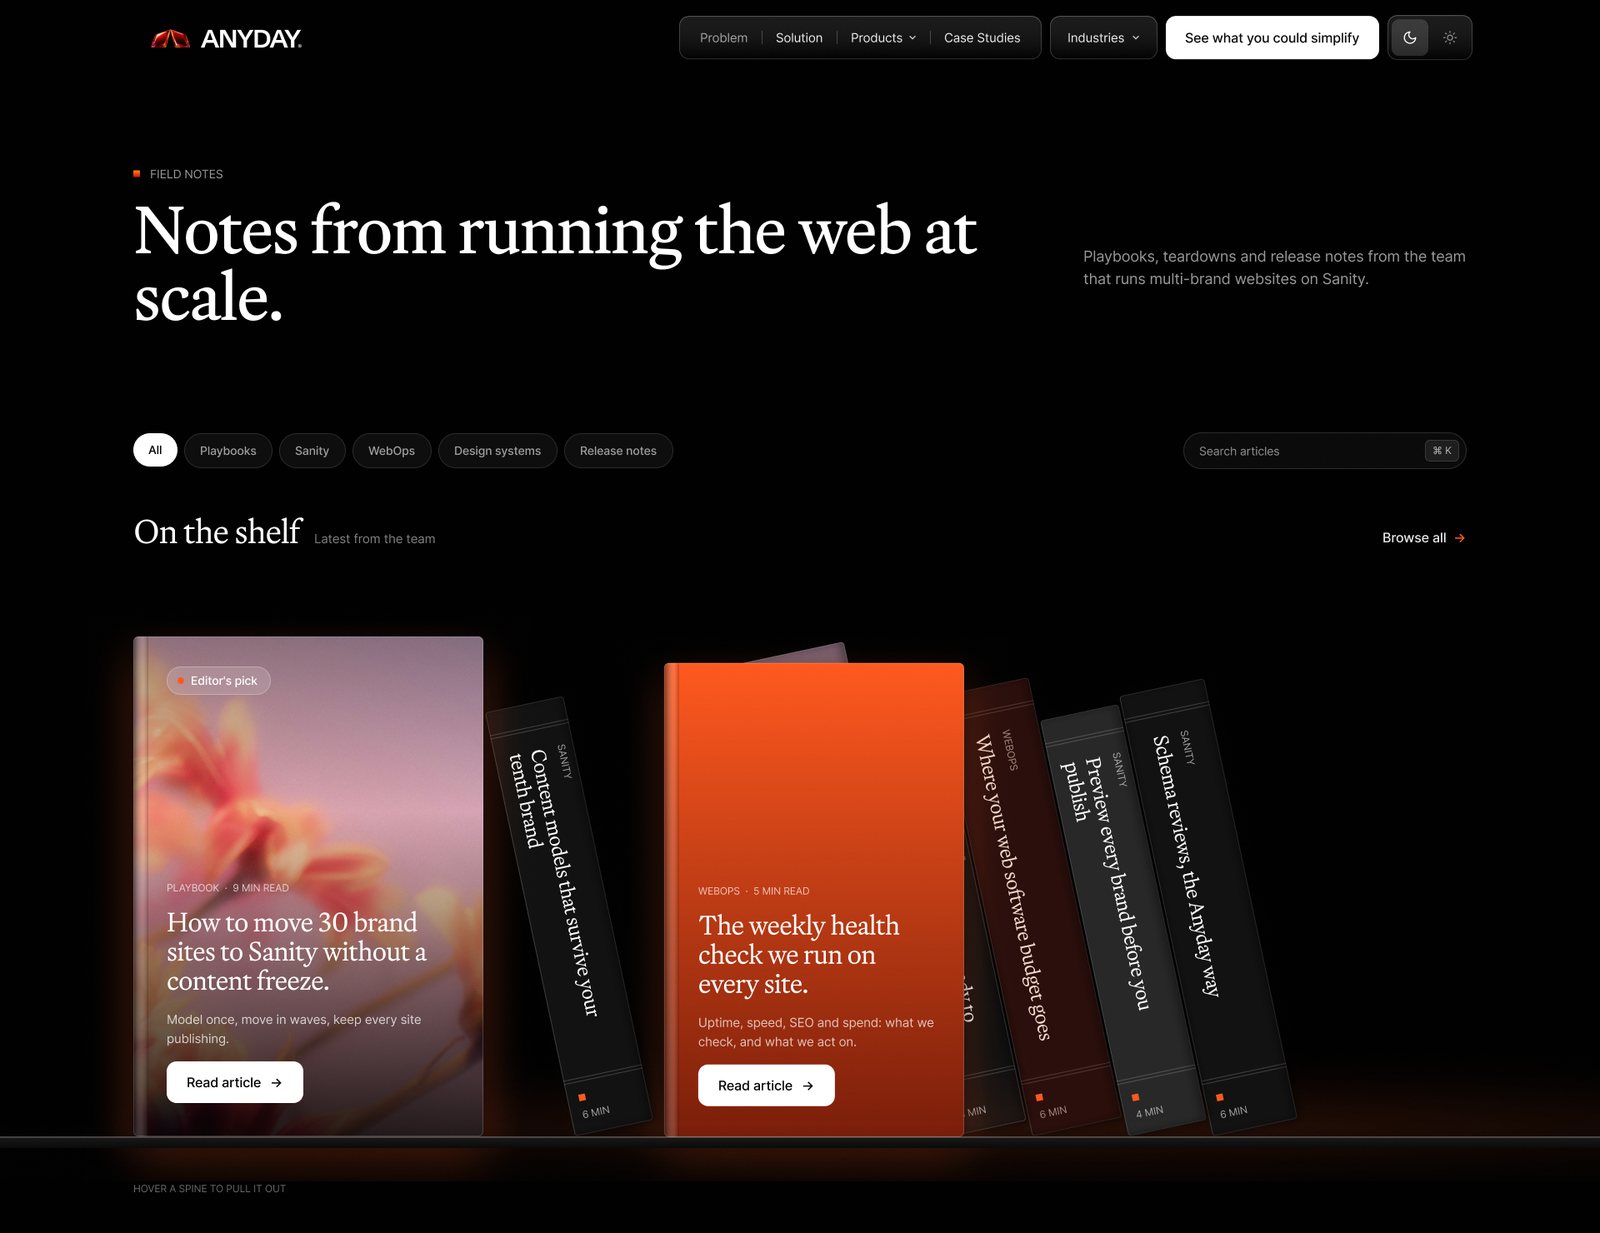 ANYDAY.
Problem
Solution
Products
Case Studies
Industries
See what you could simplify
FIELD NOTES
Notes from running the web at
scale.
Playbooks, teardowns and release notes from the team
that runs multi-brand websites on Sanity.
All
Playbooks
Sanity
WebOps
Design systems
Release notes
Search articles
⌘ K
On the shelf
Latest from the team
Browse all →
Editor's pick
PLAYBOOK · 9 MIN READ
How to move 30 brand
sites to Sanity without a
content freeze.
Model once, move in waves, keep every site
publishing.
Read article →
SANITY
Content models that survive your
tenth brand
6 MIN
WEBOPS · 5 MIN READ
The weekly health
check we run on
every site.
Uptime, speed, SEO and spend: what we
check, and what we act on.
Read article →
to
MIN
WEBOPS
Where your web software budget goes
6 MIN
SANITY
Preview every brand before you
publish
4 MIN
SANITY
Schema reviews, the Anyday way
6 MIN
HOVER A SPINE TO PULL IT OUT